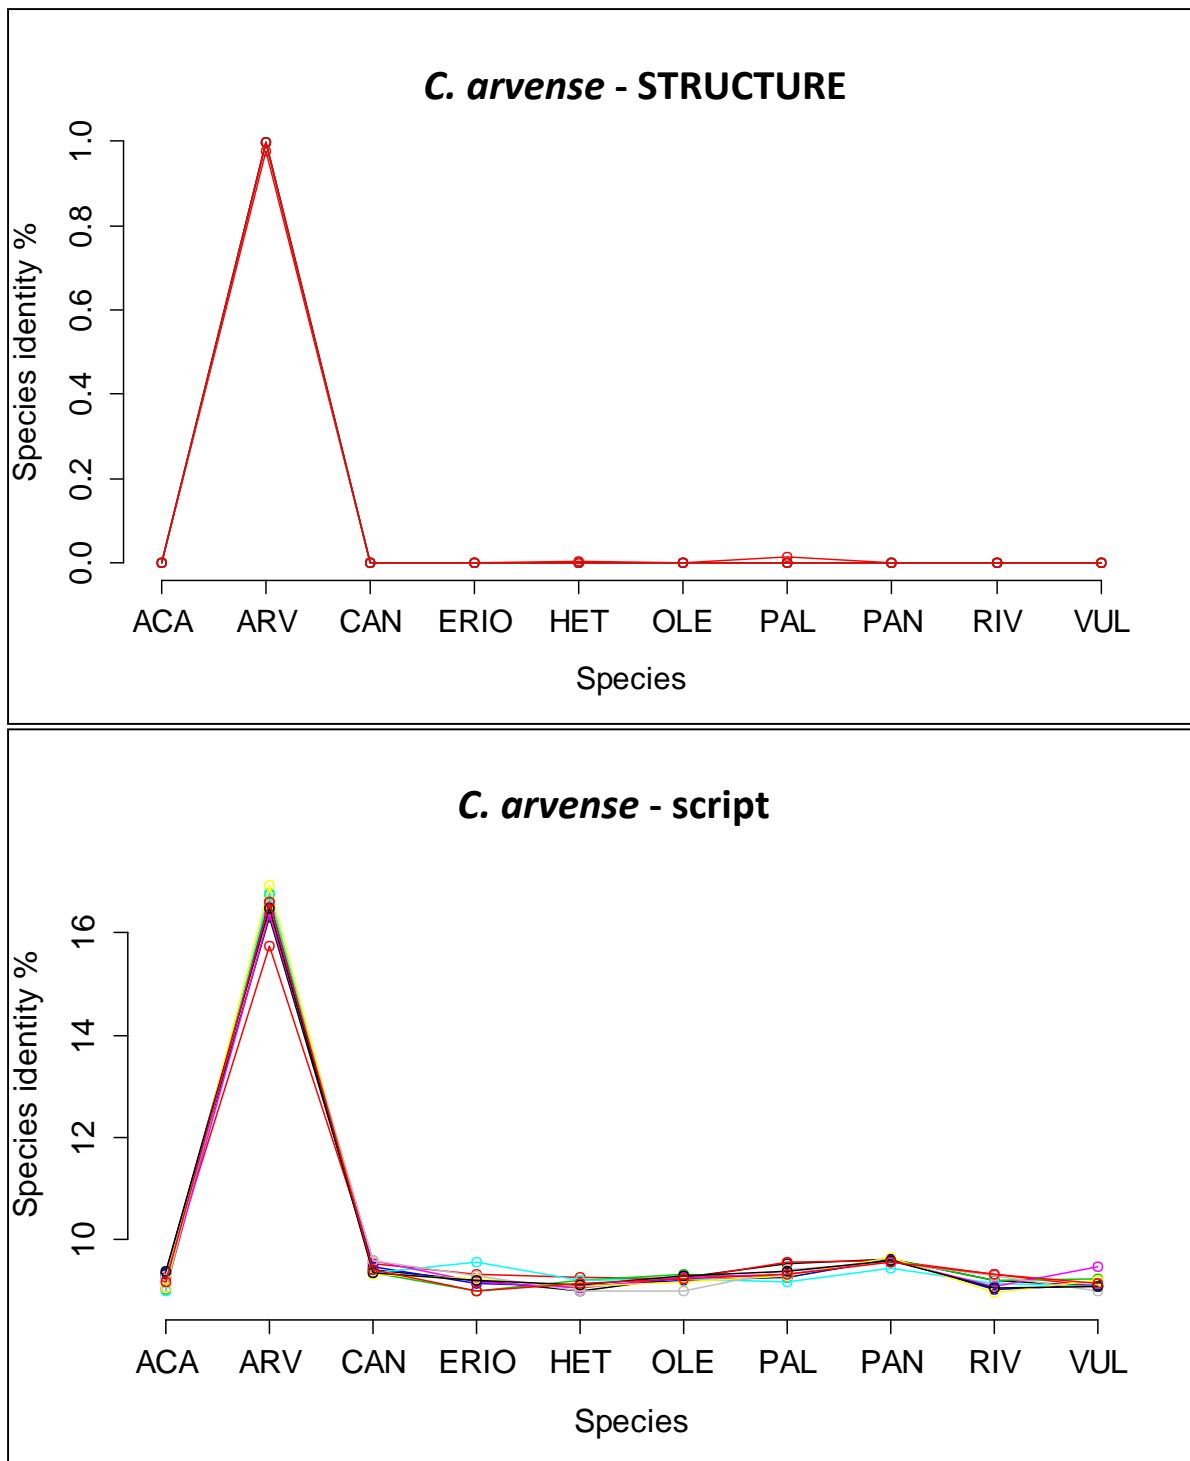 C. arvense - STRUCTURE
Species identity %
1.0
0.8
0.6
0.4
0.2
0.0
ACA ARV CAN ERIO HET OLE PAL PAN RIV VUL
Species
C. arvense - script
Species identity %
16
14
12
10
ACA ARV CAN ERIO HET OLE PAL PAN RIV VUL
Species